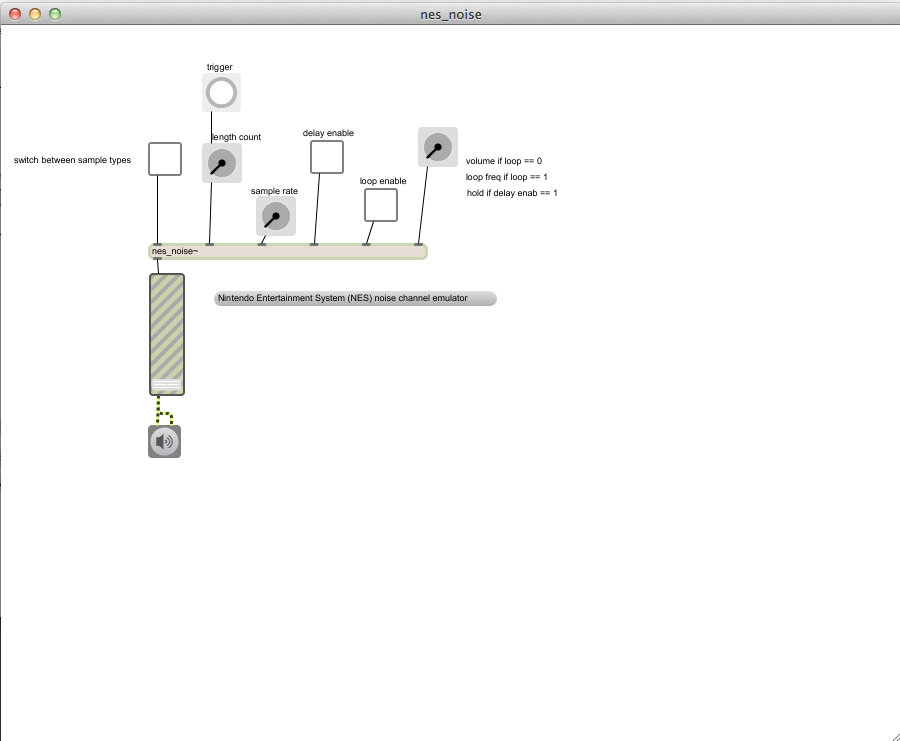 nes_noise
trigger
length count
delay enable
switch between sample types
volume if loop == 0
loop freq if loop == 1
loop enable
sample rate
hold if delay enab == 1
nes_noise~
Nintendo Entertainment System (NES) noise channel emulator